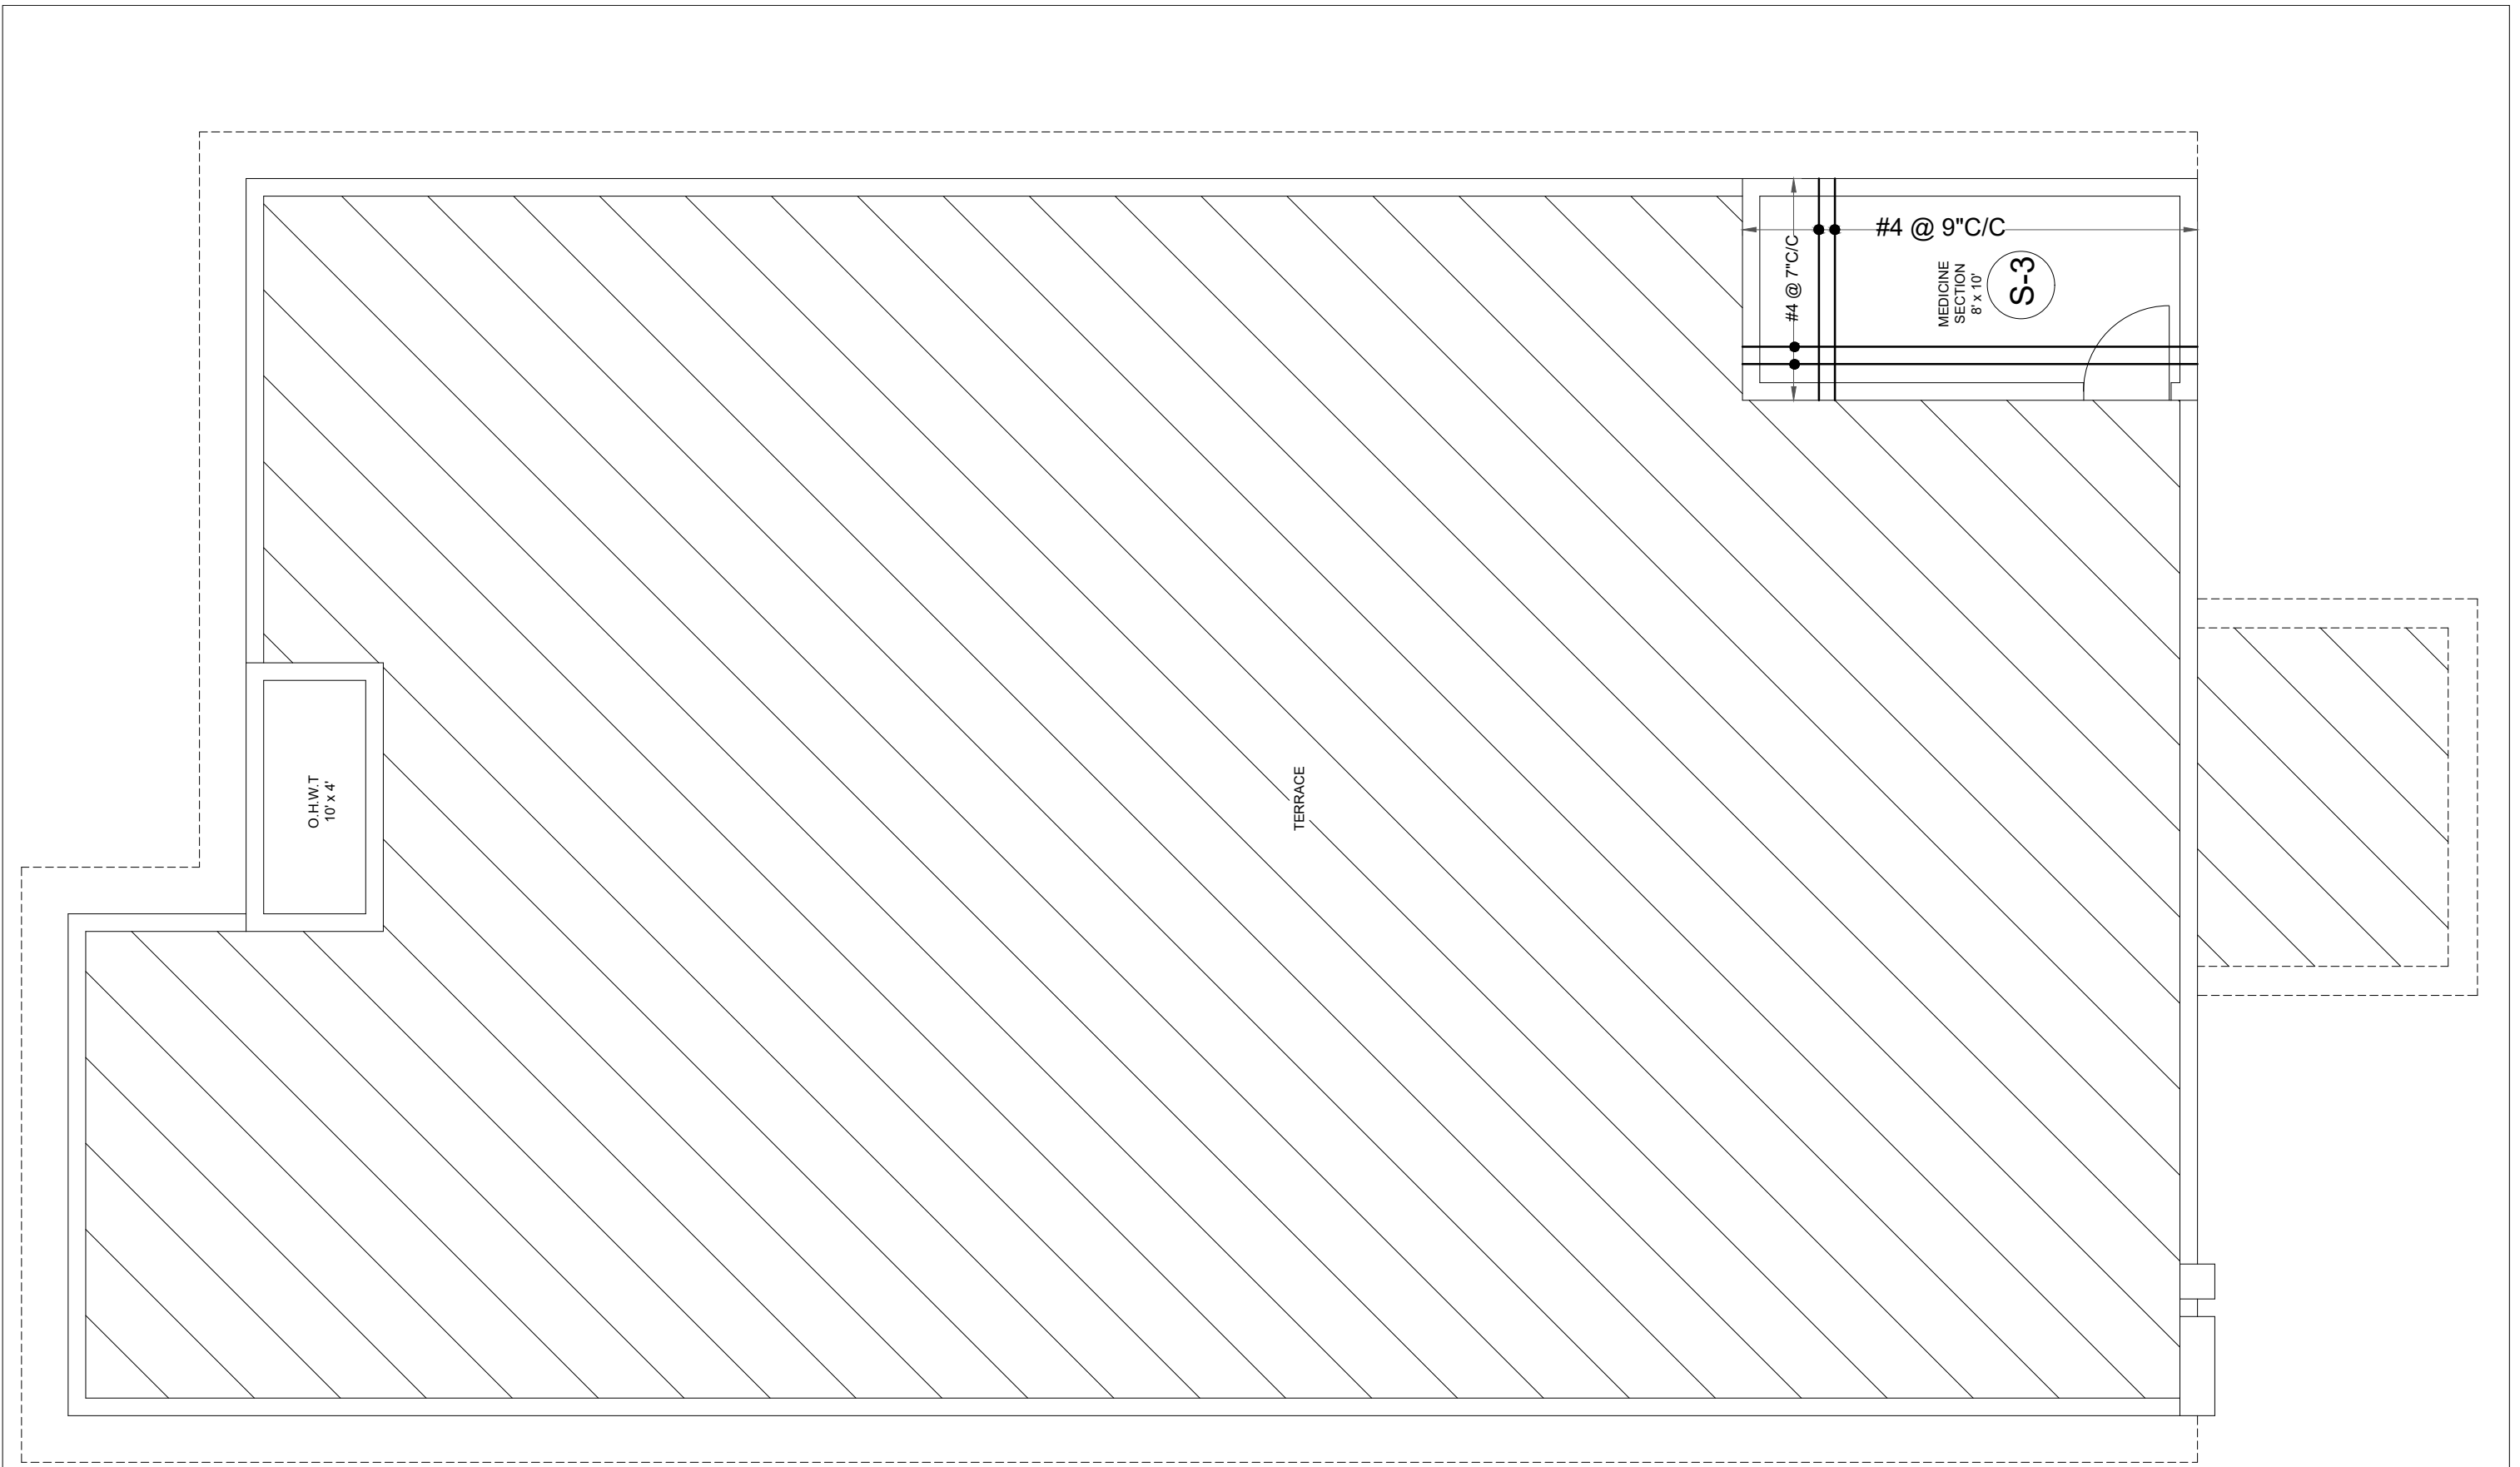 #4 @ 9"C/C
#4 @ 7"C/C
MEDICINE
SECTION
8' x 10'
S-3
O.H.W.T
10' x 4'
TERRACE